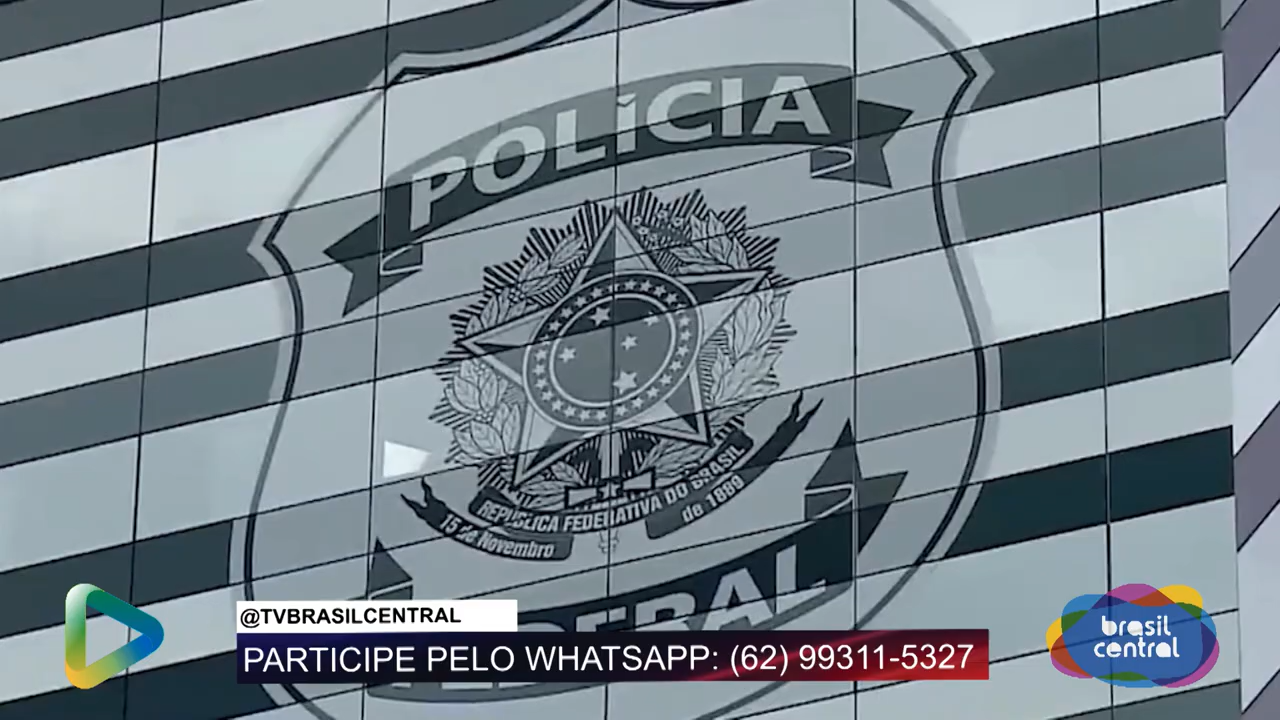 POLÍCIA
REPÚBLICA FEDERATIVA DO BRASIL
15 de Novembro
de 1889
FEDERAL
@TVBRASILCENTRAL
PARTICIPE PELO WHATSAPP: (62) 99311-5327
brasil
central